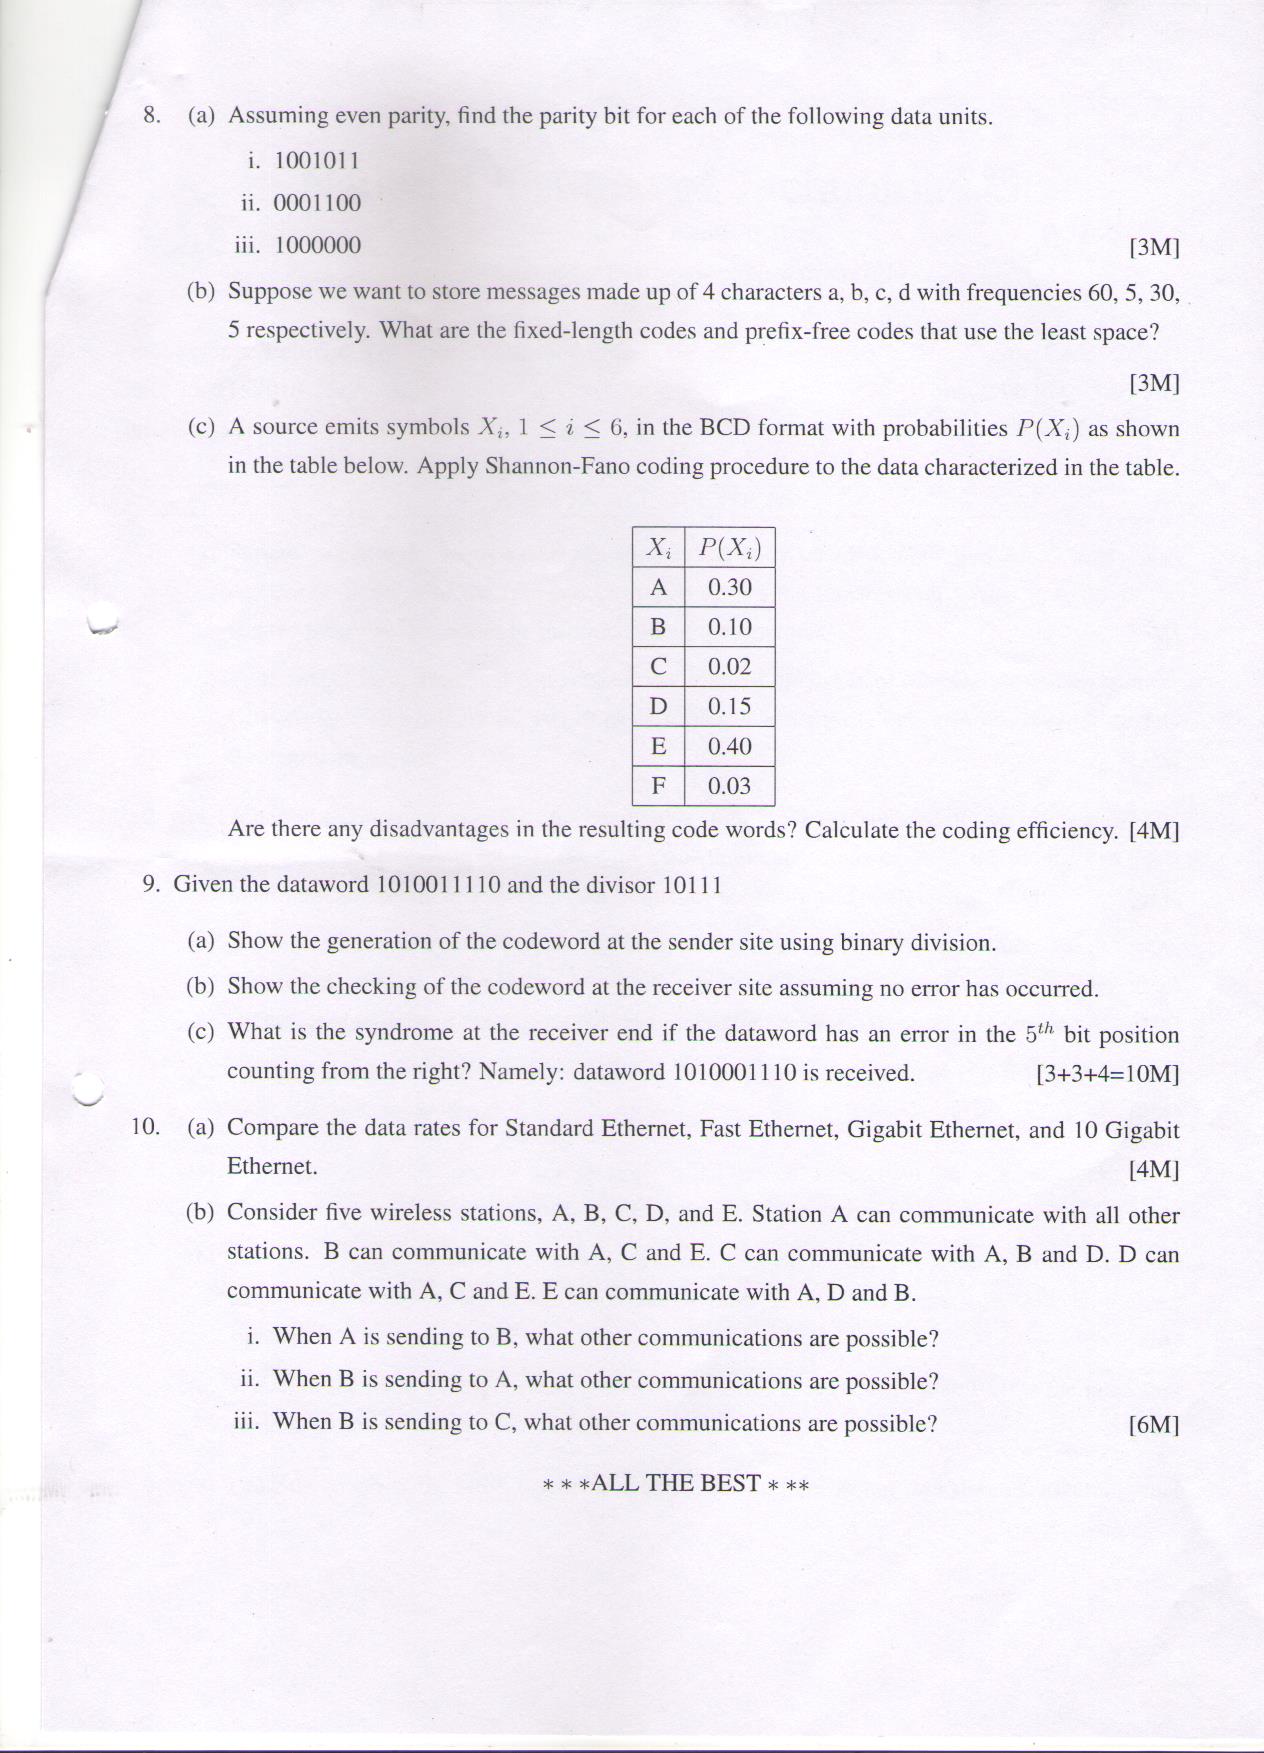 8. (a) Assuming even parity, find the parity bit for each of the following data units.
i. 1001011
ii. 0001100
iii. 1000000 [3M]
(b) Suppose we want to store messages made up of 4 characters a, b, c, d with frequencies 60, 5, 30,
5 respectively. What are the fixed-length codes and prefix-free codes that use the least space?
[3M]
(c) A source emits symbols Xᵢ, 1 ≤ i ≤ 6, in the BCD format with probabilities P(Xᵢ) as shown
in the table below. Apply Shannon-Fano coding procedure to the data characterized in the table.
Xᵢ P(Xᵢ)
A 0.30
B 0.10
C 0.02
D 0.15
E 0.40
F 0.03
Are there any disadvantages in the resulting code words? Calculate the coding efficiency. [4M]
9. Given the dataword 1010011110 and the divisor 10111
(a) Show the generation of the codeword at the sender site using binary division.
(b) Show the checking of the codeword at the receiver site assuming no error has occurred.
(c) What is the syndrome at the receiver end if the dataword has an error in the 5th bit position
counting from the right? Namely: dataword 1010001110 is received. [3+3+4=10M]
10. (a) Compare the data rates for Standard Ethernet, Fast Ethernet, Gigabit Ethernet, and 10 Gigabit
Ethernet. [4M]
(b) Consider five wireless stations, A, B, C, D, and E. Station A can communicate with all other
stations. B can communicate with A, C and E. C can communicate with A, B and D. D can
communicate with A, C and E. E can communicate with A, D and B.
i. When A is sending to B, what other communications are possible?
ii. When B is sending to A, what other communications are possible?
iii. When B is sending to C, what other communications are possible? [6M]
* * *ALL THE BEST * **